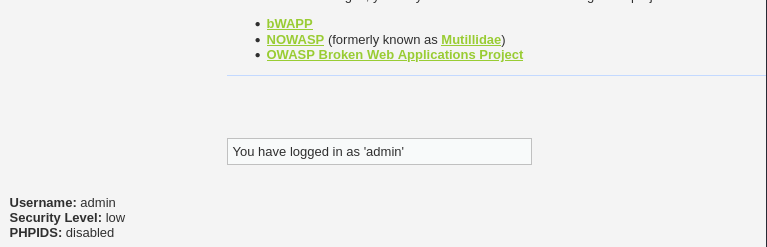 bWAPP
NOWASP (formerly known as Mutillidae)
OWASP Broken Web Applications Project
You have logged in as 'admin'
Username: admin
Security Level: low
PHPIDS: disabled